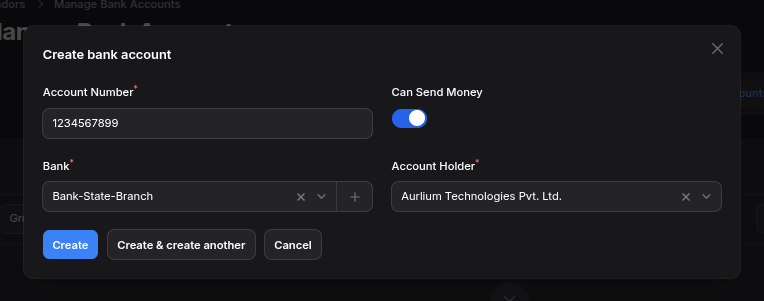 Manage Bank Accounts
Create bank account
Account Number*
Can Send Money
1234567899
Bank*
Account Holder*
Bank-State-Branch
Aurlium Technologies Pvt. Ltd.
Create
Create & create another
Cancel